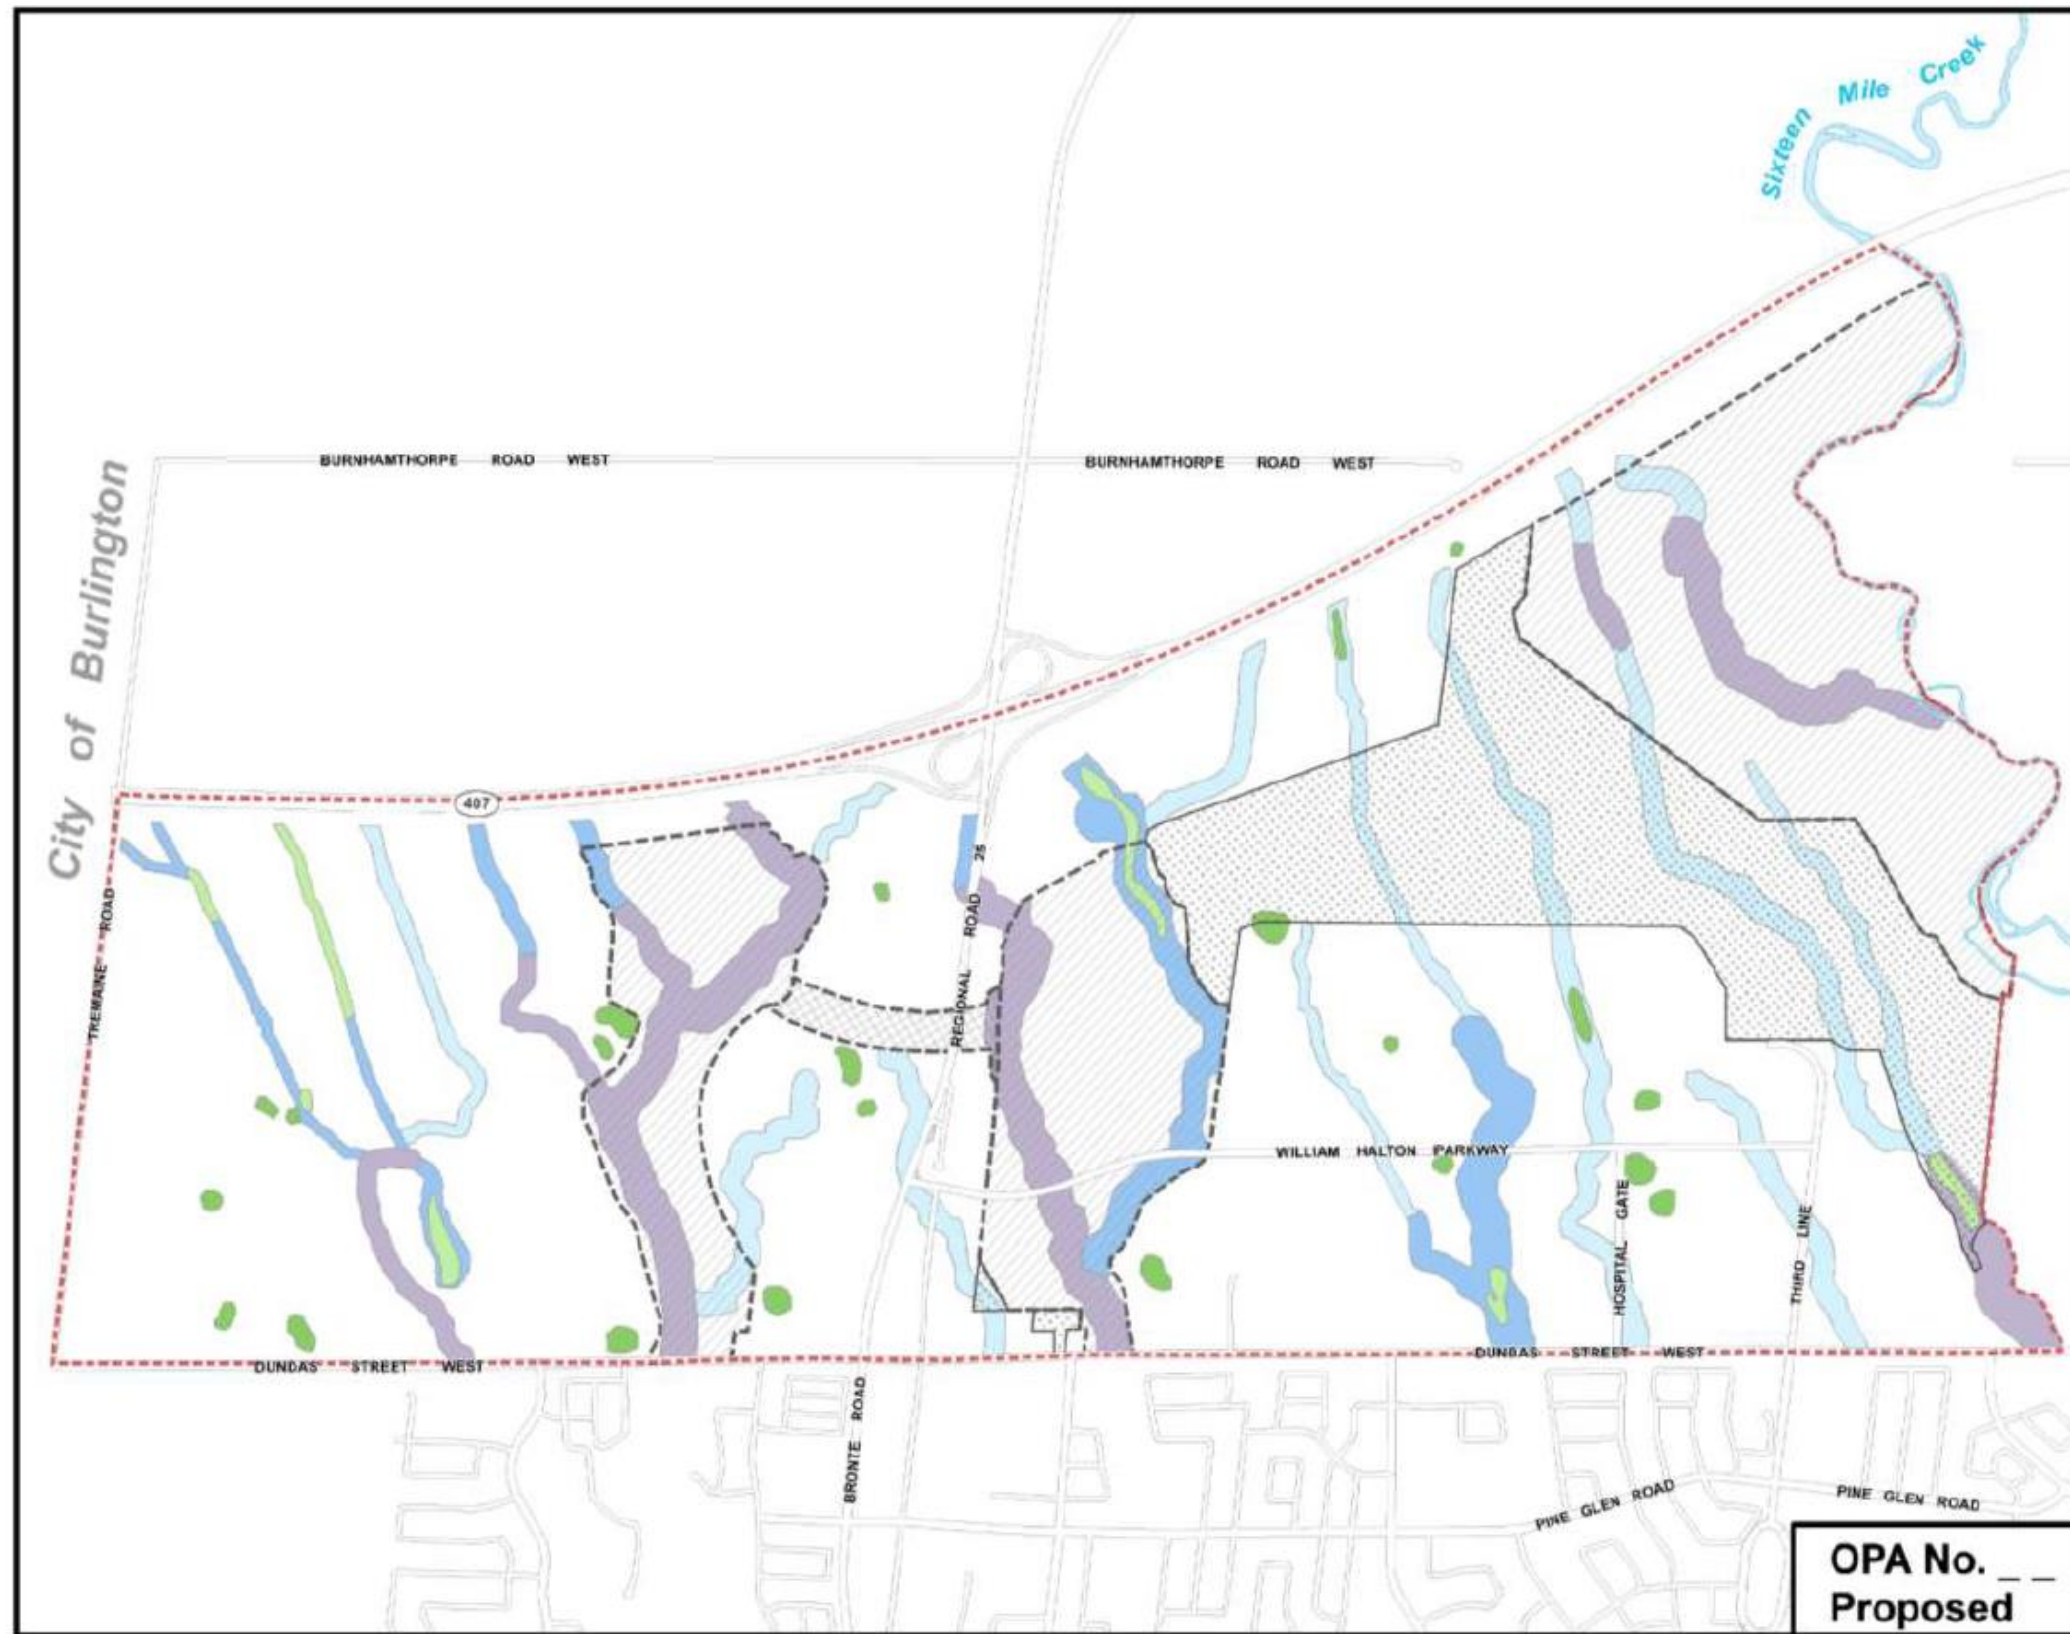 Sixteen Mile Creek
BURNHAMTHORPE ROAD WEST
BURNHAMTHORPE ROAD WEST
City of Burlington
407
25
REGIONAL ROAD
TREMAINE ROAD
WILLIAM HALTON PARKWAY
HOSPITAL GATE
THIRD LINE
DUNDAS STREET WEST
DUNDAS STREET WEST
BRONTE ROAD
PINE GLEN ROAD
PINE GLEN ROAD
OPA No. _ _
Proposed